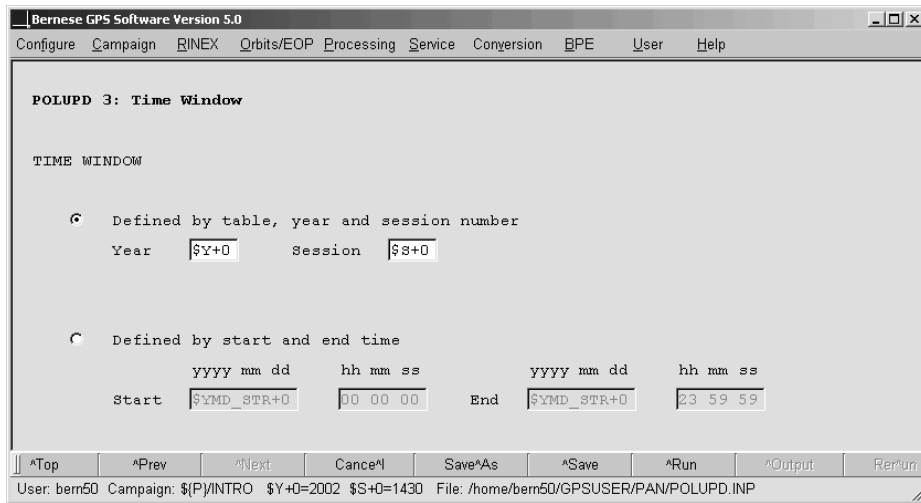 Bernese GPS Software Version 5.0
Configure Campaign RINEX Orbits/EOP Processing Service Conversion BPE User Help
POLUPD 3: Time Window
TIME WINDOW
Defined by table, year and session number
Year $Y+0 Session $S+0
Defined by start and end time
yyyy mm dd hh mm ss yyyy mm dd hh mm ss
Start $YMD_STR+0 00 00 00 End $YMD_STR+0 23 59 59
^Top ^Prev ^Next Cance^l Save^As ^Save ^Run ^Output Rer^un
User: bern50 Campaign: ${P}/INTRO $Y+0=2002 $S+0=1430 File: /home/bern50/GPSUSER/PAN/POLUPD.INP